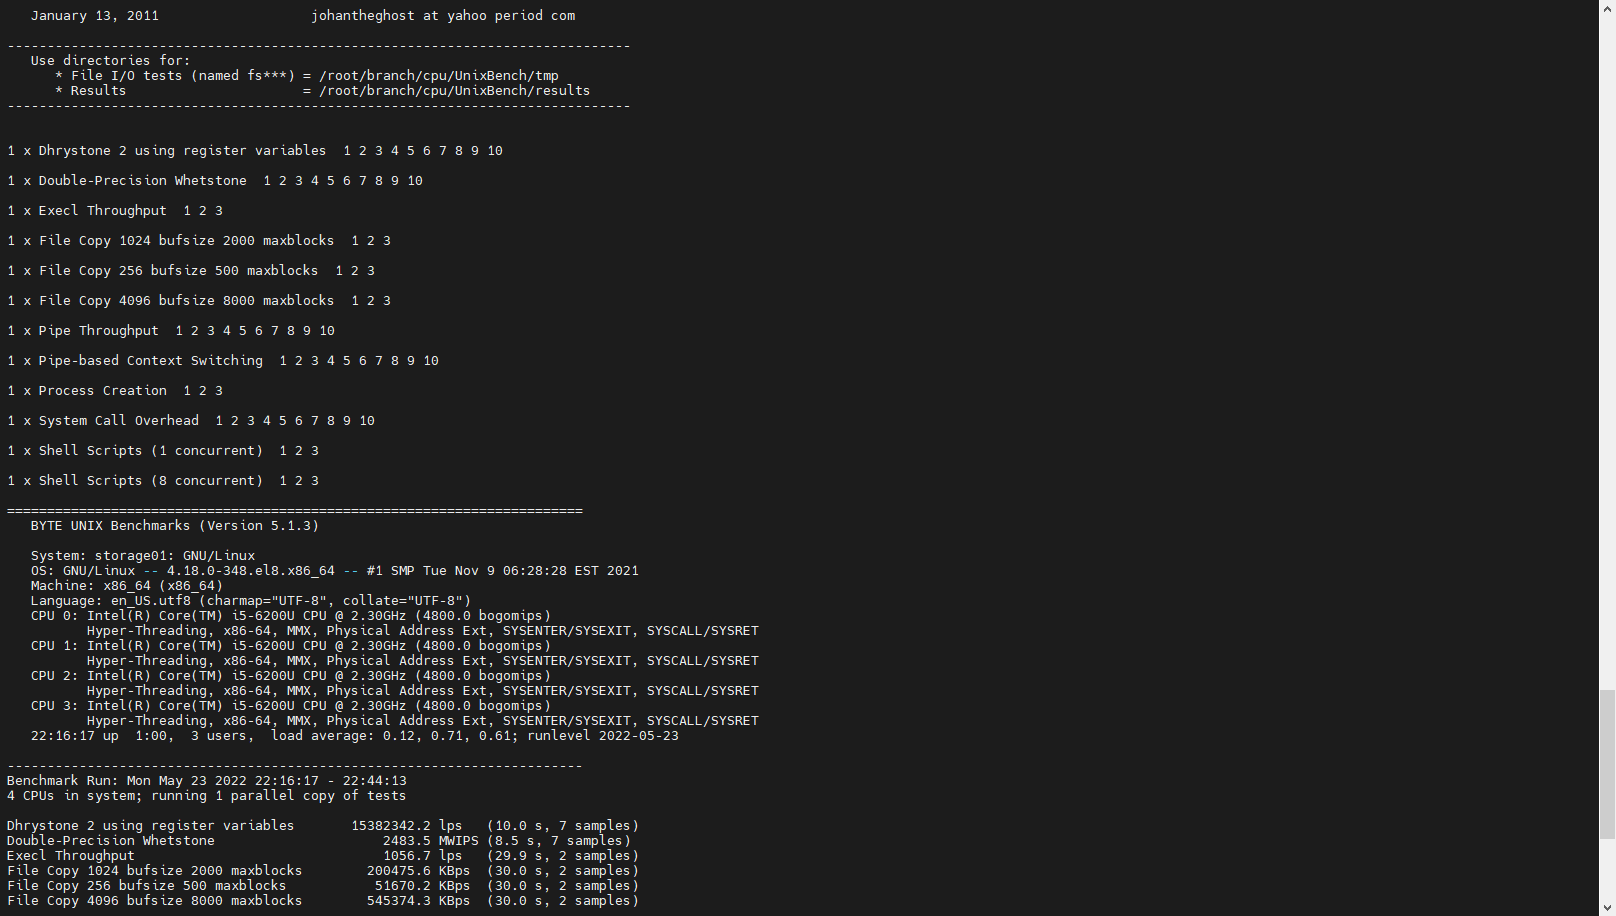 January 13, 2011                   johantheghost at yahoo period com
------------------------------------------------------------------------------
Use directories for:
* File I/O tests (named fs***) = /root/branch/cpu/UnixBench/tmp
* Results                      = /root/branch/cpu/UnixBench/results
------------------------------------------------------------------------------
1 x Dhrystone 2 using register variables  1 2 3 4 5 6 7 8 9 10
1 x Double-Precision Whetstone  1 2 3 4 5 6 7 8 9 10
1 x Execl Throughput  1 2 3
1 x File Copy 1024 bufsize 2000 maxblocks  1 2 3
1 x File Copy 256 bufsize 500 maxblocks  1 2 3
1 x File Copy 4096 bufsize 8000 maxblocks  1 2 3
1 x Pipe Throughput  1 2 3 4 5 6 7 8 9 10
1 x Pipe-based Context Switching  1 2 3 4 5 6 7 8 9 10
1 x Process Creation  1 2 3
1 x System Call Overhead  1 2 3 4 5 6 7 8 9 10
1 x Shell Scripts (1 concurrent)  1 2 3
1 x Shell Scripts (8 concurrent)  1 2 3
========================================================================
BYTE UNIX Benchmarks (Version 5.1.3)
System: storage01: GNU/Linux
OS: GNU/Linux -- 4.18.0-348.el8.x86_64 -- #1 SMP Tue Nov 9 06:28:28 EST 2021
Machine: x86_64 (x86_64)
Language: en_US.utf8 (charmap="UTF-8", collate="UTF-8")
CPU 0: Intel(R) Core(TM) i5-6200U CPU @ 2.30GHz (4800.0 bogomips)
Hyper-Threading, x86-64, MMX, Physical Address Ext, SYSENTER/SYSEXIT, SYSCALL/SYSRET
CPU 1: Intel(R) Core(TM) i5-6200U CPU @ 2.30GHz (4800.0 bogomips)
Hyper-Threading, x86-64, MMX, Physical Address Ext, SYSENTER/SYSEXIT, SYSCALL/SYSRET
CPU 2: Intel(R) Core(TM) i5-6200U CPU @ 2.30GHz (4800.0 bogomips)
Hyper-Threading, x86-64, MMX, Physical Address Ext, SYSENTER/SYSEXIT, SYSCALL/SYSRET
CPU 3: Intel(R) Core(TM) i5-6200U CPU @ 2.30GHz (4800.0 bogomips)
Hyper-Threading, x86-64, MMX, Physical Address Ext, SYSENTER/SYSEXIT, SYSCALL/SYSRET
22:16:17 up  1:00,  3 users,  load average: 0.12, 0.71, 0.61; runlevel 2022-05-23
------------------------------------------------------------------------
Benchmark Run: Mon May 23 2022 22:16:17 - 22:44:13
4 CPUs in system; running 1 parallel copy of tests
Dhrystone 2 using register variables       15382342.2 lps   (10.0 s, 7 samples)
Double-Precision Whetstone                     2483.5 MWIPS (8.5 s, 7 samples)
Execl Throughput                               1056.7 lps   (29.9 s, 2 samples)
File Copy 1024 bufsize 2000 maxblocks        200475.6 KBps  (30.0 s, 2 samples)
File Copy 256 bufsize 500 maxblocks           51670.2 KBps  (30.0 s, 2 samples)
File Copy 4096 bufsize 8000 maxblocks        545374.3 KBps  (30.0 s, 2 samples)